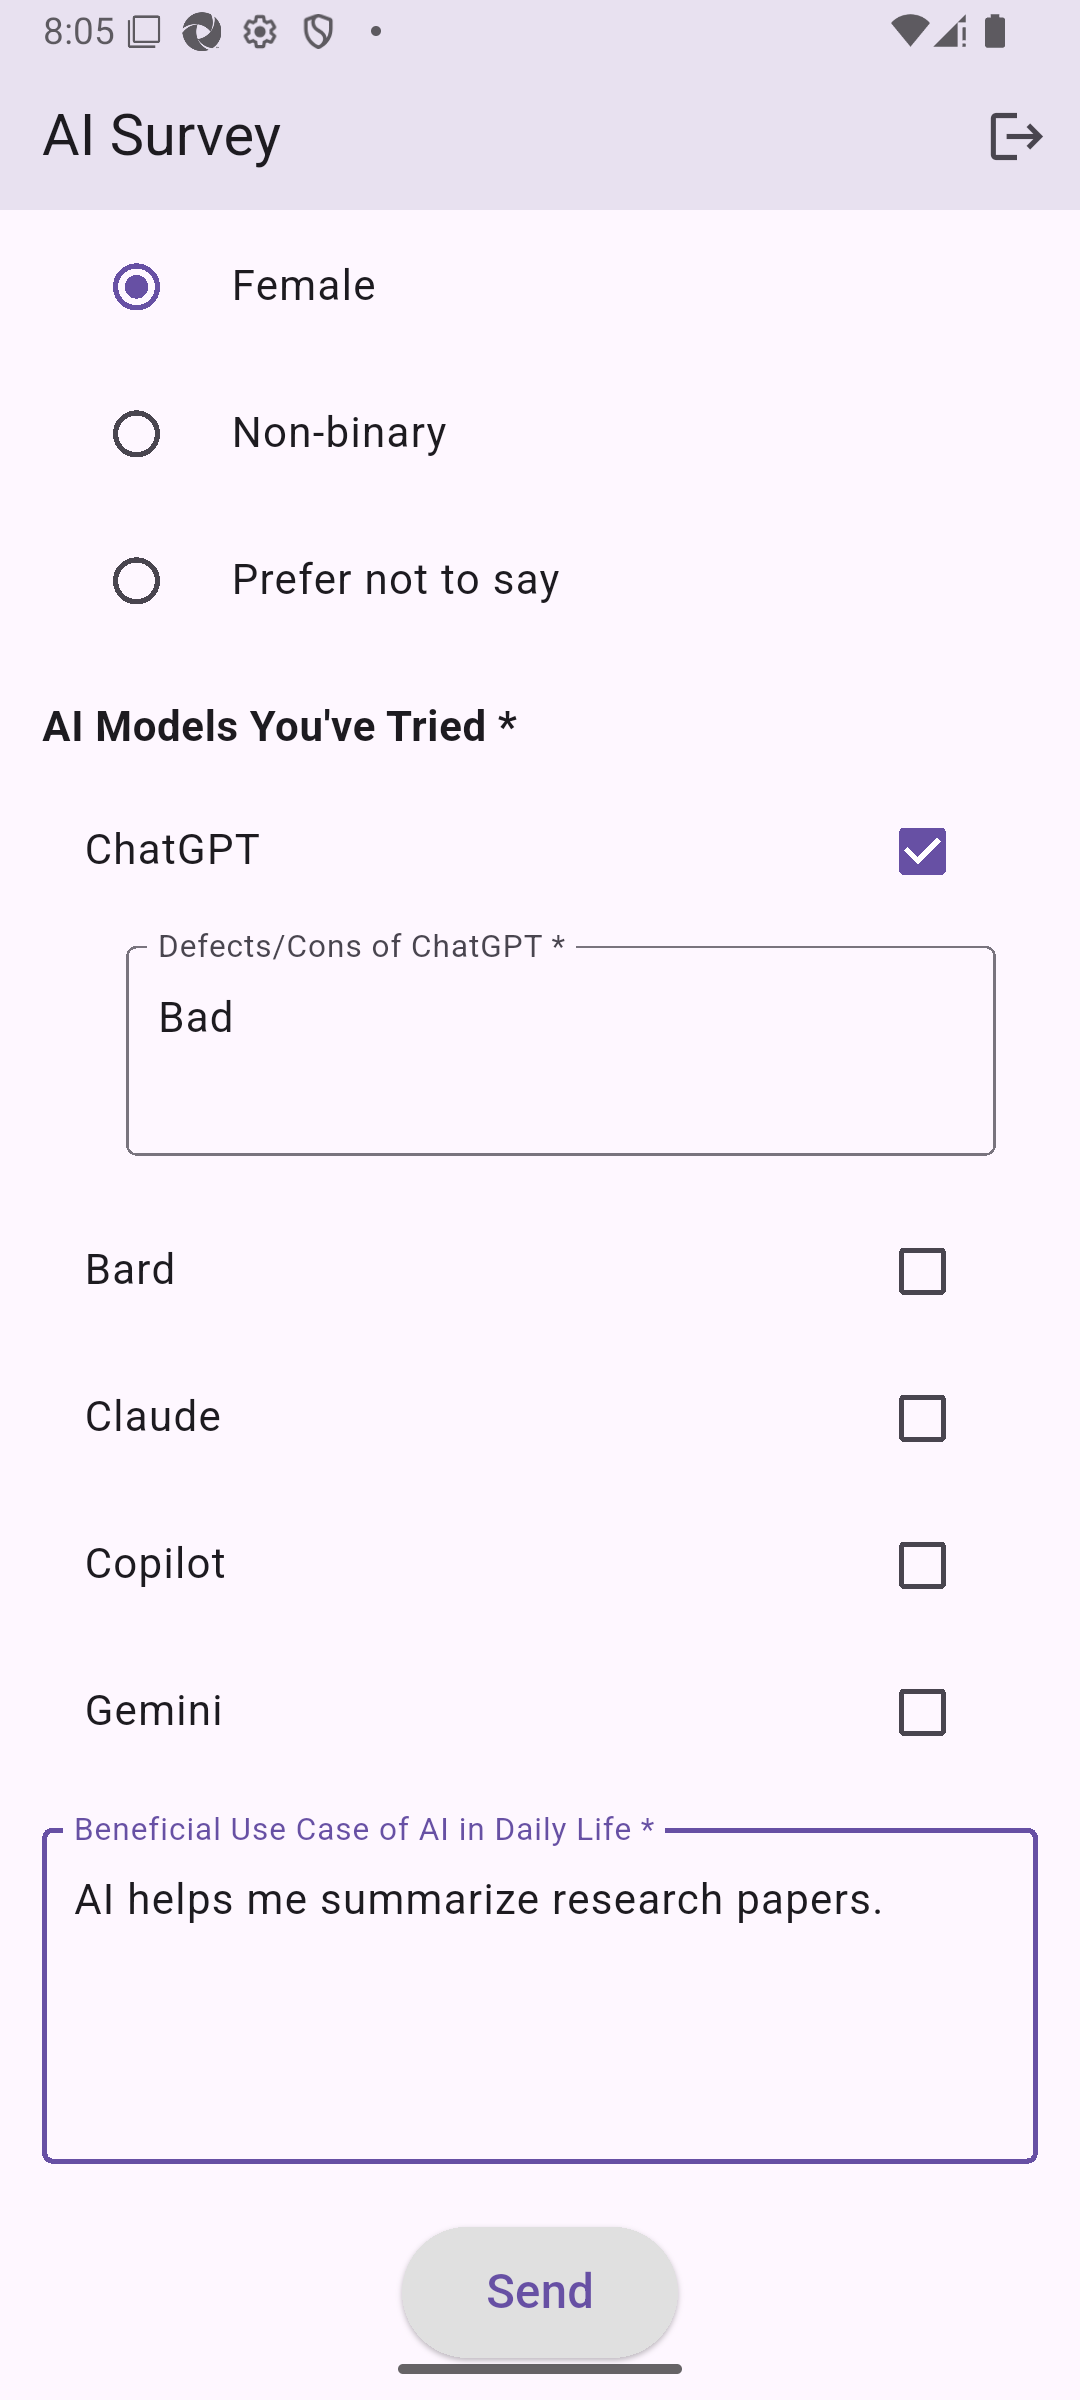 8:05
AI Survey
Female
Non-binary
Prefer not to say
AI Models You've Tried *
ChatGPT
Defects/Cons of ChatGPT *
Bad
Bard
Claude
Copilot
Gemini
Beneficial Use Case of AI in Daily Life *
AI helps me summarize research papers.
Send